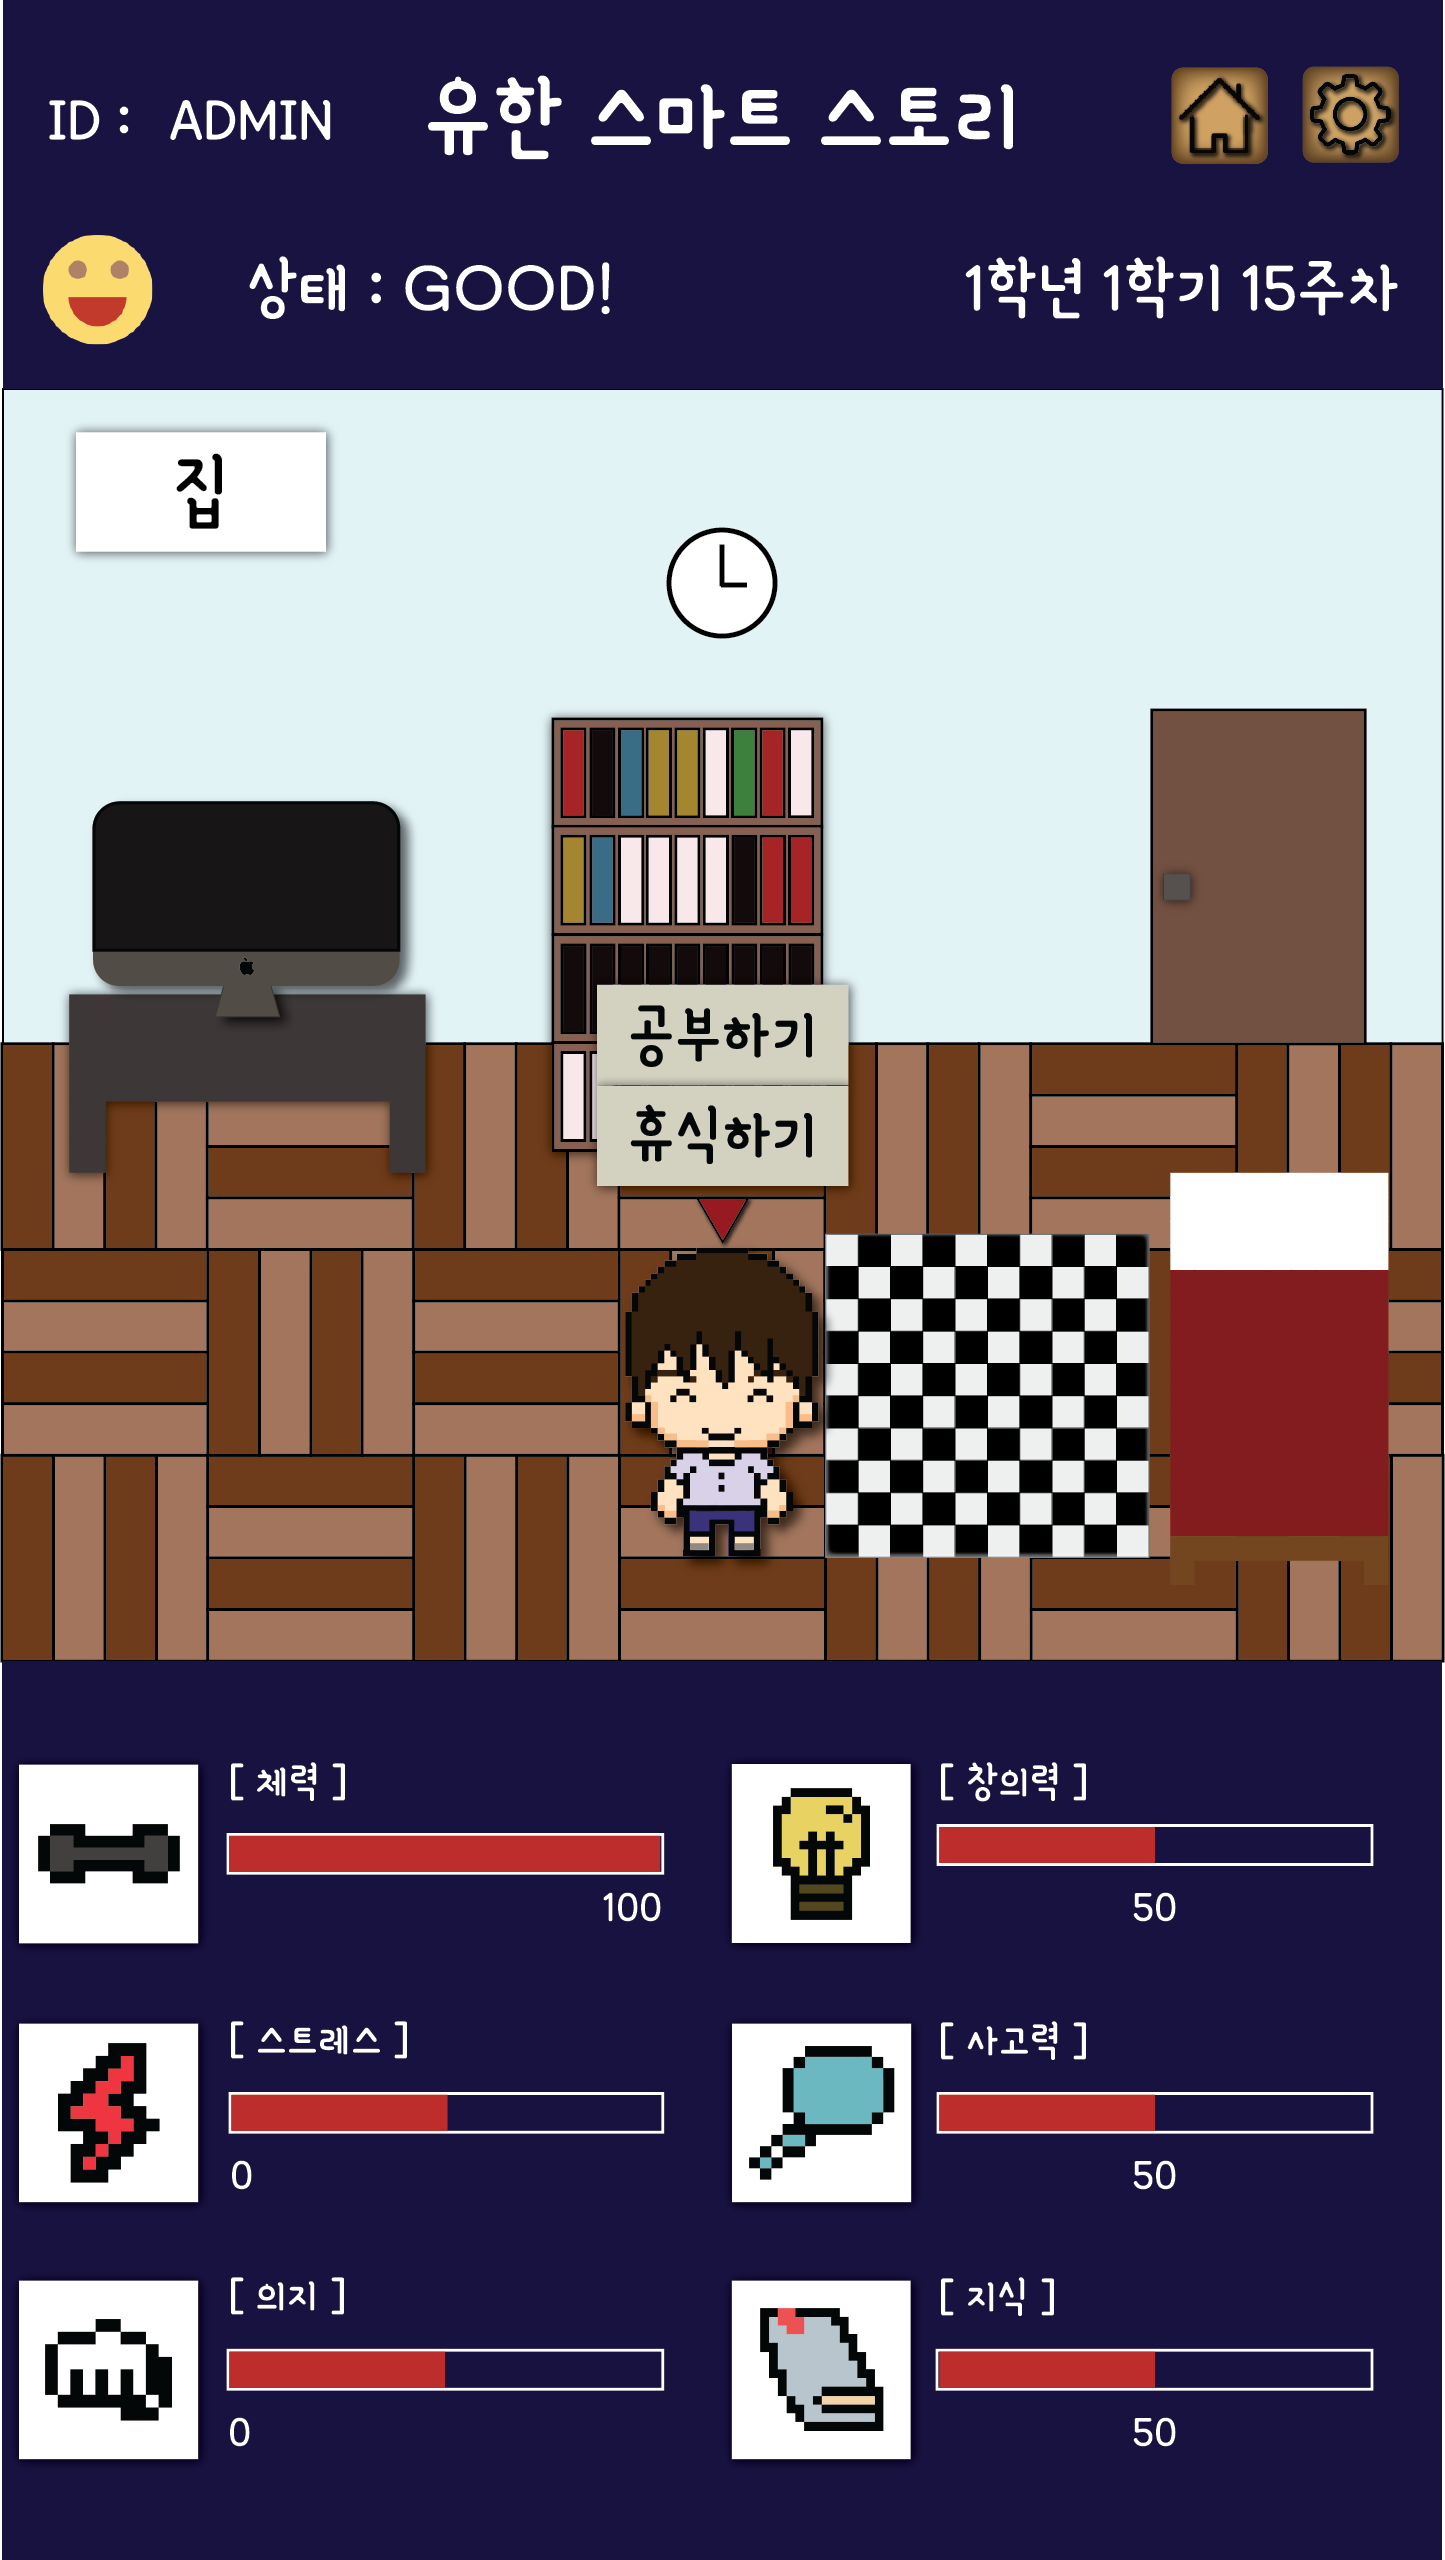 ID : ADMIN
유한 스마트 스토리
상태 : GOOD!
1학년 1학기 15주차
집
공부하기
휴식하기
[ 체력 ]
100
[ 창의력 ]
50
[ 스트레스 ]
0
[ 사고력 ]
50
[ 의지 ]
0
[ 지식 ]
50